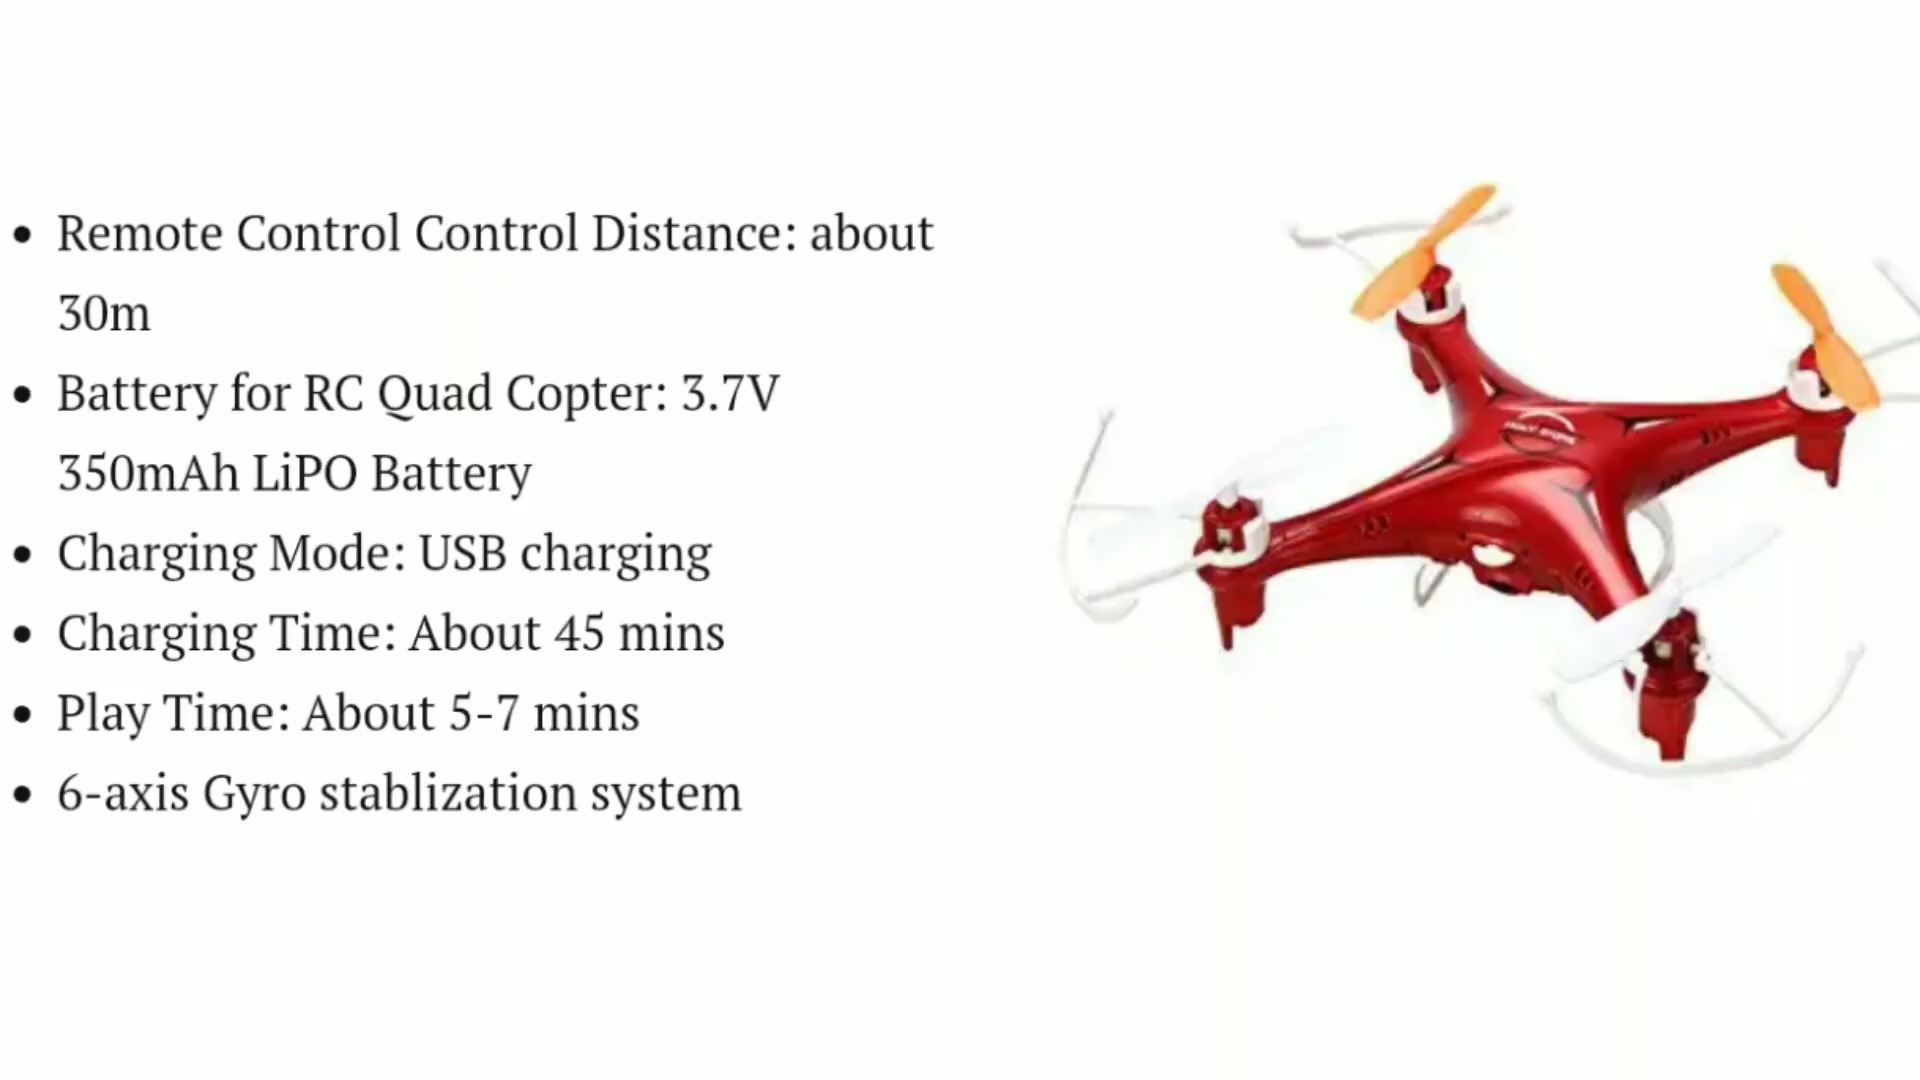 Remote Control Control Distance: about
30m
Battery for RC Quad Copter: 3.7V
350mAh LiPO Battery
Charging Mode: USB charging
Charging Time: About 45 mins
Play Time: About 5-7 mins
6-axis Gyro stablization system